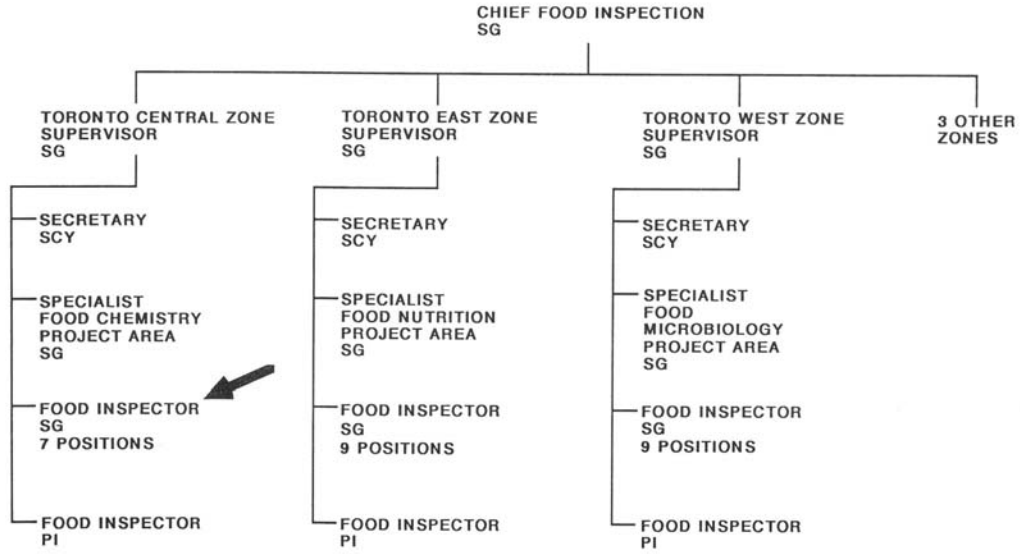 CHIEF FOOD INSPECTION
SG
TORONTO CENTRAL ZONE
SUPERVISOR
SG
TORONTO EAST ZONE
SUPERVISOR
SG
TORONTO WEST ZONE
SUPERVISOR
SG
3 OTHER
ZONES
SECRETARY
SCY
SPECIALIST
FOOD CHEMISTRY
PROJECT AREA
SG
FOOD INSPECTOR
SG
7 POSITIONS
FOOD INSPECTOR
PI
SECRETARY
SCY
SPECIALIST
FOOD NUTRITION
PROJECT AREA
SG
FOOD INSPECTOR
SG
9 POSITIONS
FOOD INSPECTOR
PI
SECRETARY
SCY
SPECIALIST
FOOD
MICROBIOLOGY
PROJECT AREA
SG
FOOD INSPECTOR
SG
9 POSITIONS
FOOD INSPECTOR
PI